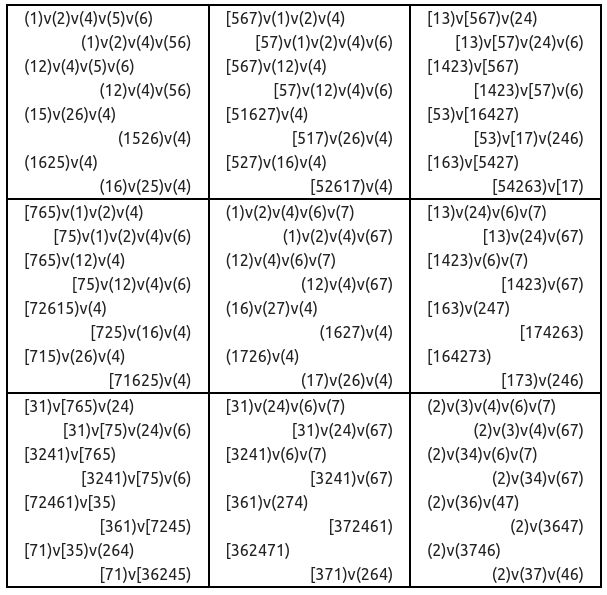 (1)v(2)v(4)v(5)v(6)
(1)v(2)v(4)v(56)
(12)v(4)v(5)v(6)
(12)v(4)v(56)
(15)v(26)v(4)
(1526)v(4)
(1625)v(4)
(16)v(25)v(4)
[567)v(1)v(2)v(4)
[57)v(1)v(2)v(4)v(6)
[567)v(12)v(4)
[57)v(12)v(4)v(6)
[51627)v(4)
[517)v(26)v(4)
[527)v(16)v(4)
[52617)v(4)
[13)v[567)v(24)
[13)v[57)v(24)v(6)
[1423)v[567)
[1423)v[57)v(6)
[53)v[16427)
[53)v[17)v(246)
[163)v[5427)
[54263)v[17)
[765)v(1)v(2)v(4)
[75)v(1)v(2)v(4)v(6)
[765)v(12)v(4)
[75)v(12)v(4)v(6)
[72615)v(4)
[725)v(16)v(4)
[715)v(26)v(4)
[71625)v(4)
(1)v(2)v(4)v(6)v(7)
(1)v(2)v(4)v(67)
(12)v(4)v(6)v(7)
(12)v(4)v(67)
(16)v(27)v(4)
(1627)v(4)
(1726)v(4)
(17)v(26)v(4)
[13)v(24)v(6)v(7)
[13)v(24)v(67)
[1423)v(6)v(7)
[1423)v(67)
[163)v(247)
[174263)
[164273)
[173)v(246)
[31)v[765)v(24)
[31)v[75)v(24)v(6)
[3241)v[765)
[3241)v[75)v(6)
[72461)v[35)
[361)v[7245)
[71)v[35)v(264)
[71)v[36245)
[31)v(24)v(6)v(7)
[31)v(24)v(67)
[3241)v(6)v(7)
[3241)v(67)
[361)v(274)
[372461)
[362471)
[371)v(264)
(2)v(3)v(4)v(6)v(7)
(2)v(3)v(4)v(67)
(2)v(34)v(6)v(7)
(2)v(34)v(67)
(2)v(36)v(47)
(2)v(3647)
(2)v(3746)
(2)v(37)v(46)